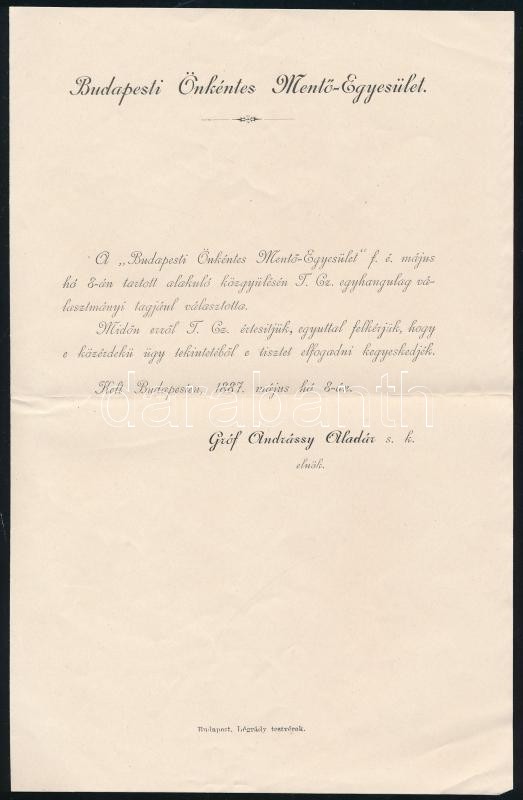 Budapesti Önkéntes Mentő-Egyesület.
A „Budapesti Önkéntes Mentő-Egyesület" f. é. május
hó 8-án tartott alakuló közgyülésén T. Cz. egyhangulag vá-
lasztmányi tagjául választotta.
Midőn erről T. Cz. értesitjük, egyuttal felkérjük, hogy
e közérdekü ügy tekintetéből e tisztet elfogadni kegyeskedjék.
Kelt Budapesten, 1887. május hó 8-án.
darabanth
Gróf Andrássy Aladár s. k.
elnök.
Budapest, Légrády testvérek.